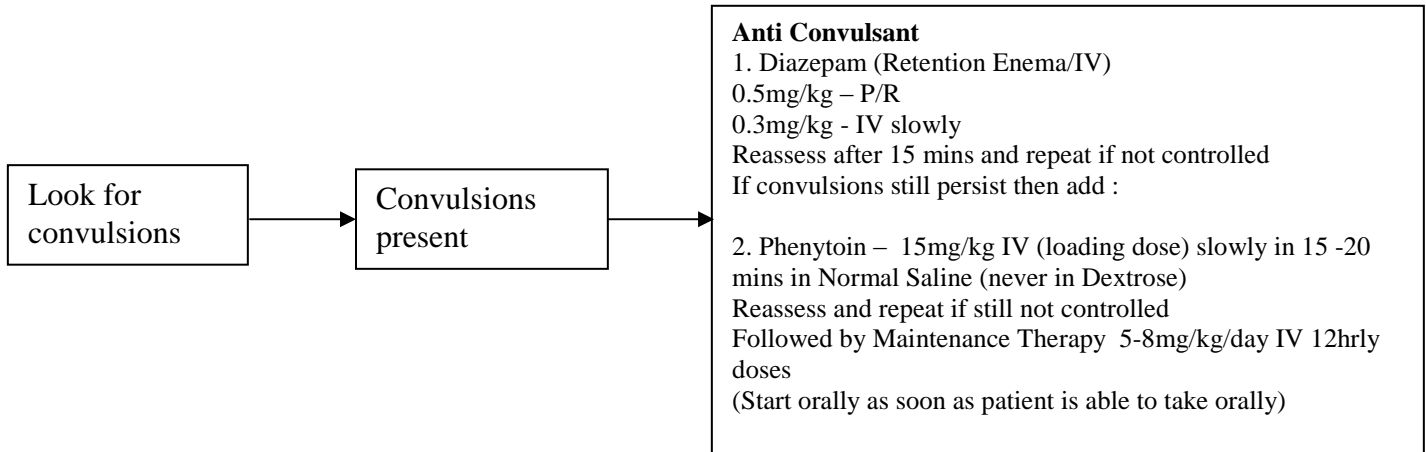 Look for
convulsions
Convulsions
present
Anti Convulsant
1. Diazepam (Retention Enema/IV)
0.5mg/kg – P/R
0.3mg/kg - IV slowly
Reassess after 15 mins and repeat if not controlled
If convulsions still persist then add :
2. Phenytoin – 15mg/kg IV (loading dose) slowly in 15 -20
mins in Normal Saline (never in Dextrose)
Reassess and repeat if still not controlled
Followed by Maintenance Therapy 5-8mg/kg/day IV 12hrly
doses
(Start orally as soon as patient is able to take orally)